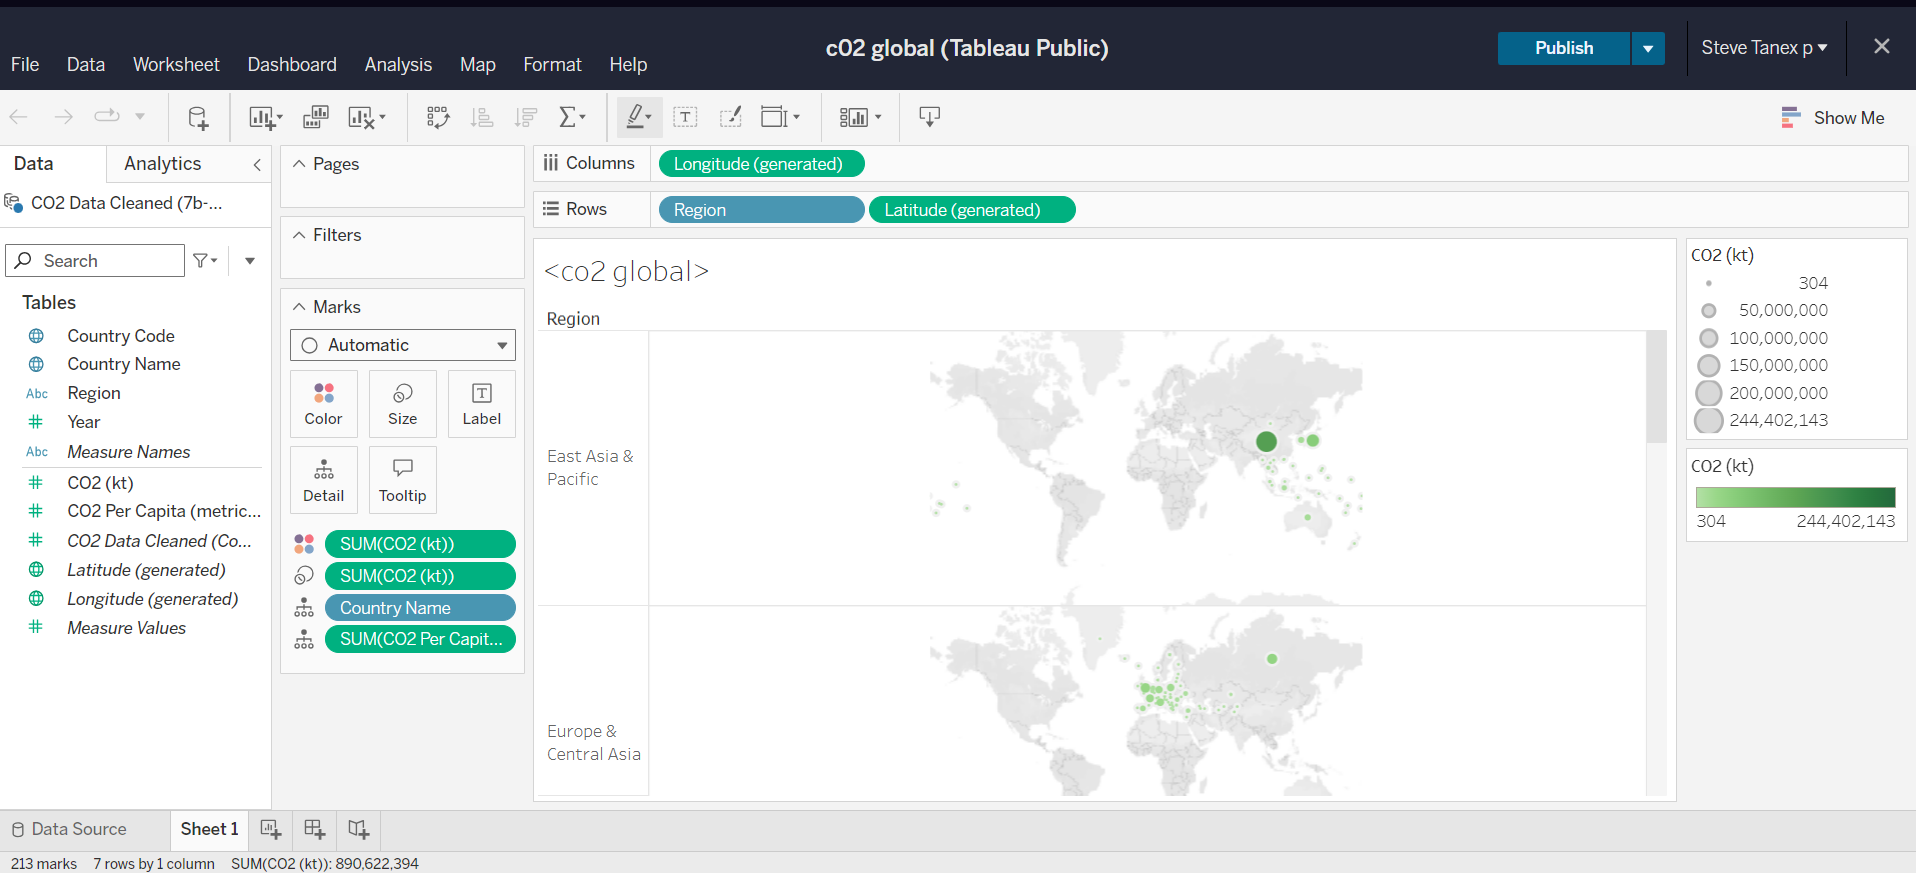 c02 global (Tableau Public)
Publish
Steve Tanex p
File Data Worksheet Dashboard Analysis Map Format Help
Show Me
Data Analytics
CO2 Data Cleaned (7b-...
Search
Tables
Country Code
Country Name
Abc Region
Year
Abc Measure Names
CO2 (kt)
CO2 Per Capita (metric...
CO2 Data Cleaned (Co...
Latitude (generated)
Longitude (generated)
Measure Values
Pages
Filters
Marks
Automatic
Color Size Label
Detail Tooltip
SUM(CO2 (kt))
SUM(CO2 (kt))
Country Name
SUM(CO2 Per Capit...
Columns Longitude (generated)
Rows Region Latitude (generated)
<co2 global>
Region
East Asia &
Pacific
Europe &
Central Asia
CO2 (kt)
304
50,000,000
100,000,000
150,000,000
200,000,000
244,402,143
CO2 (kt)
304 244,402,143
Data Source Sheet 1
213 marks 7 rows by 1 column SUM(CO2 (kt)): 890,622,394